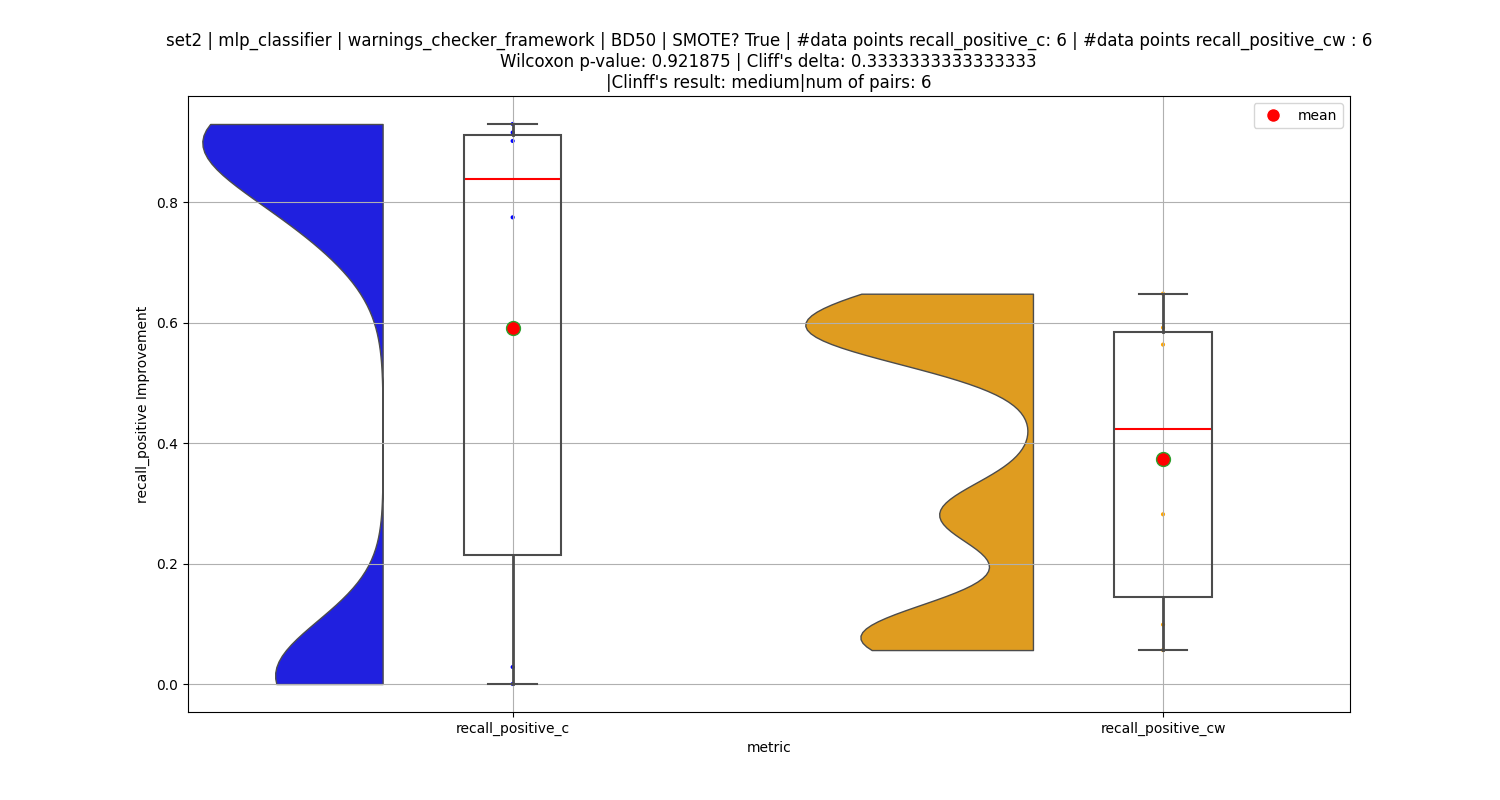 set2 | mlp_classifier | warnings_checker_framework | BD50 | SMOTE? True | #data points recall_positive_c: 6 | #data points recall_positive_cw : 6
Wilcoxon p-value: 0.921875 | Cliff's delta: 0.3333333333333333
|Clinff's result: medium|num of pairs: 6
mean
0.8
0.6
0.4
0.2
0.0
recall_positive Improvement
recall_positive_c
recall_positive_cw
metric